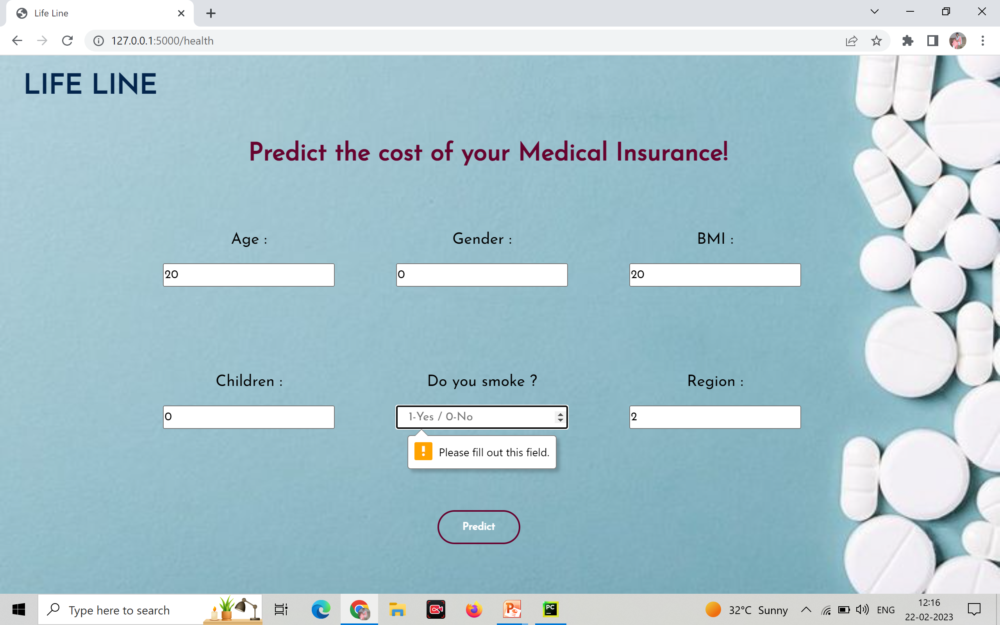 Life Line
127.0.0.1:5000/health
LIFE LINE
Predict the cost of your Medical Insurance!
Age :
Gender :
BMI :
20
0
20
Children :
Do you smoke ?
Region :
0
1-Yes / 0-No
2
! Please fill out this field.
Predict
Type here to search
PC
32°C Sunny
ENG
12:16
22-02-2023